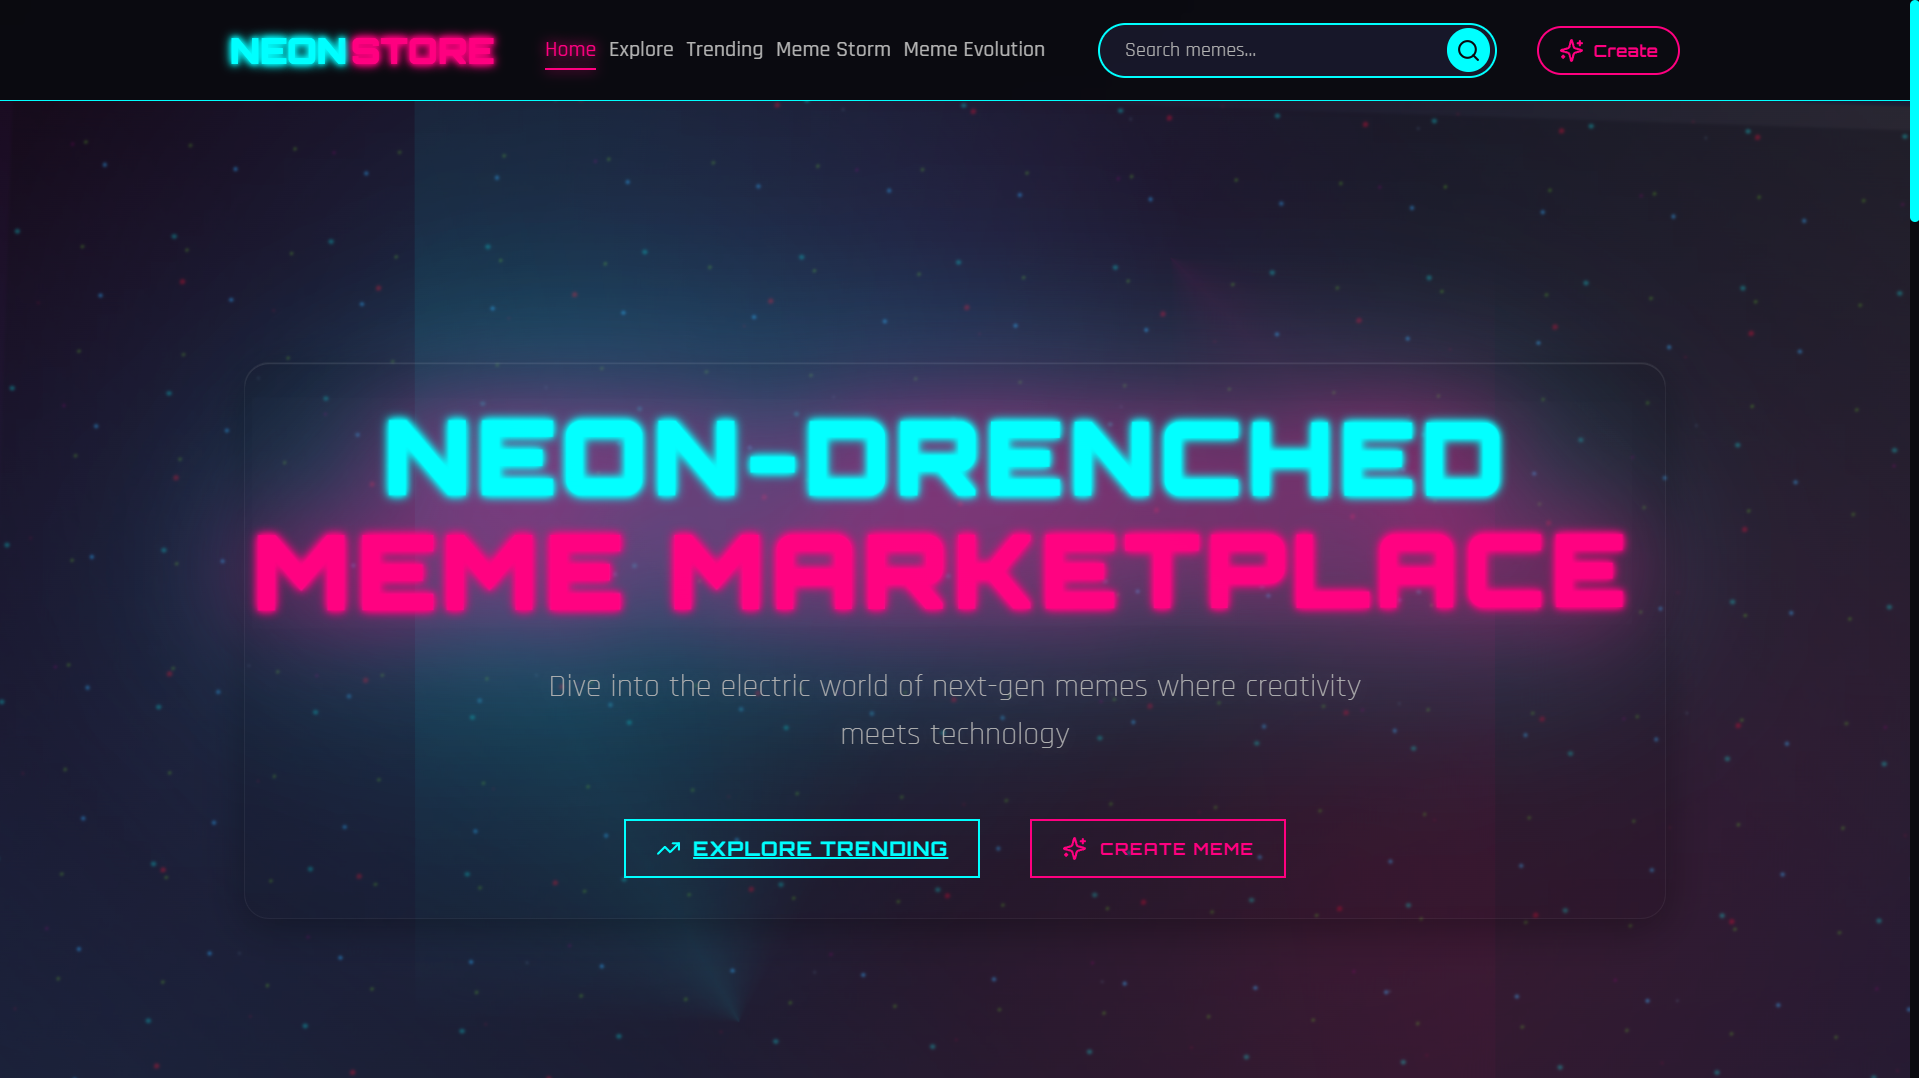 NEON STORE
Home Explore Trending Meme Storm Meme Evolution
Search memes...
Create
NEON-DRENCHED
MEME MARKETPLACE
Dive into the electric world of next-gen memes where creativity
meets technology
EXPLORE TRENDING
CREATE MEME